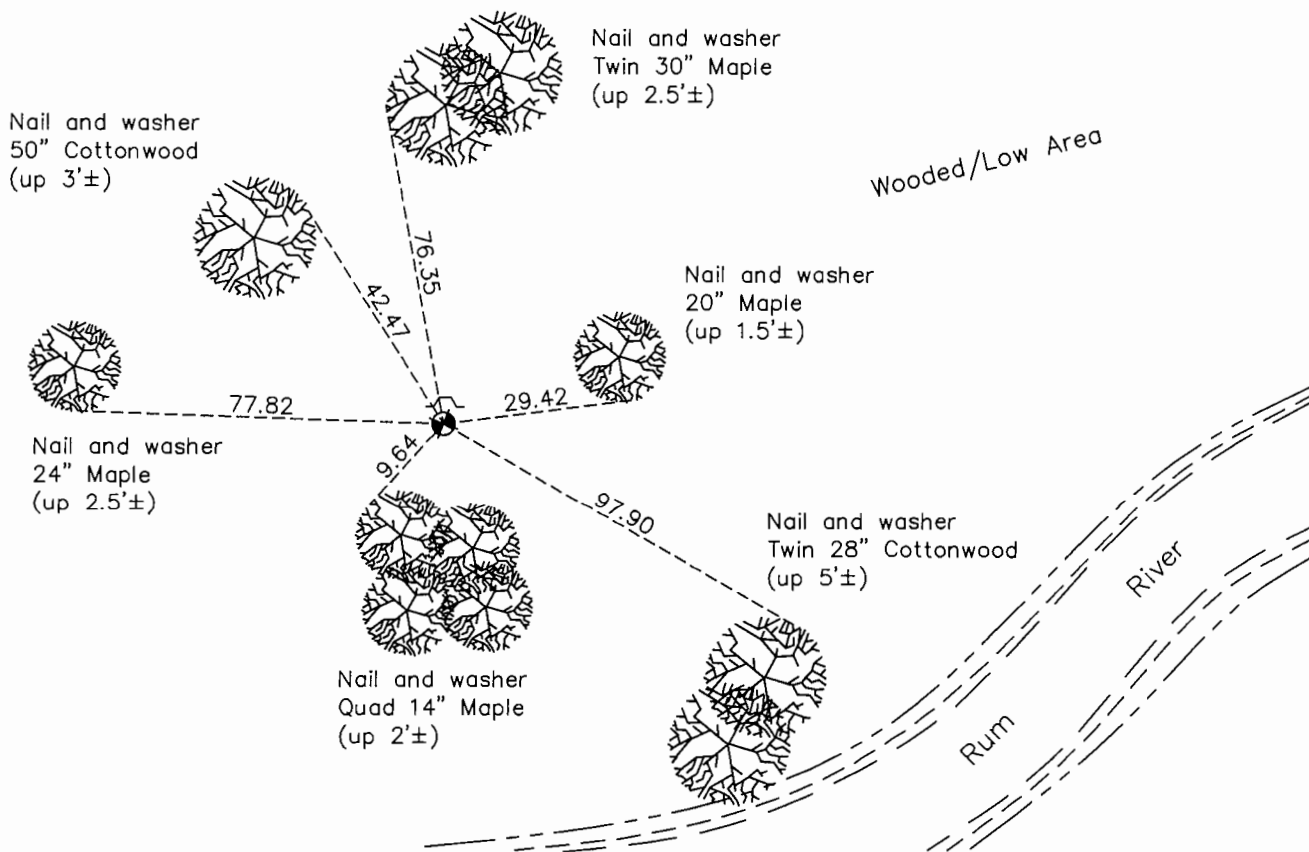 Nail and washer
Twin 30" Maple
(up 2.5'±)
Nail and washer
50" Cottonwood
(up 3'±)
Wooded/Low Area
76.35
42.47
Nail and washer
20" Maple
(up 1.5'±)
77.82
29.42
Nail and washer
24" Maple
(up 2.5'±)
9.64
97.90
Nail and washer
Twin 28" Cottonwood
(up 5'±)
Nail and washer
Quad 14" Maple
(up 2'±)
Rum River